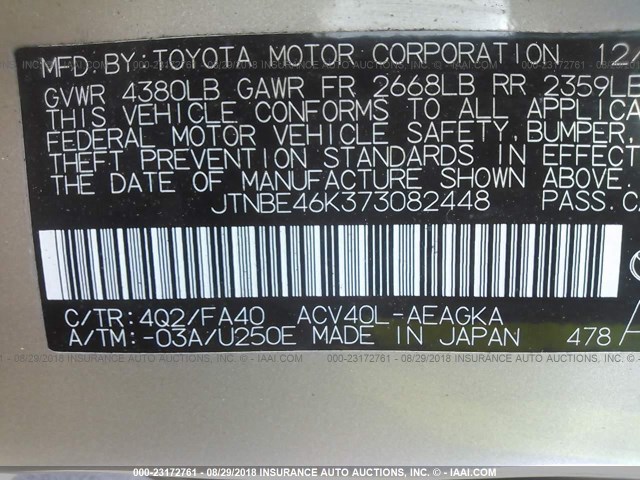 MFD. BY: TOYOTA MOTOR CORPORATION 12
GVWR 4380LB GAWR FR 2668LB RR 2359LB
THIS VEHICLE CONFORMS TO ALL
FEDERAL MOTOR VEHICLE SAFETY, BUMPER,
THEFT PREVENTION STANDARDS IN EFFECT
THE DATE OF MANUFACTURE SHOWN ABOVE.
JTNBE46K373082448 PASS.
C/TR: 4Q2/FA40 ACV40L-AEAGKA
A/TM: -03A/U250E MADE IN JAPAN 478
000-23172761 - 08/29/2018 INSURANCE AUTO AUCTIONS - IAAI.COM